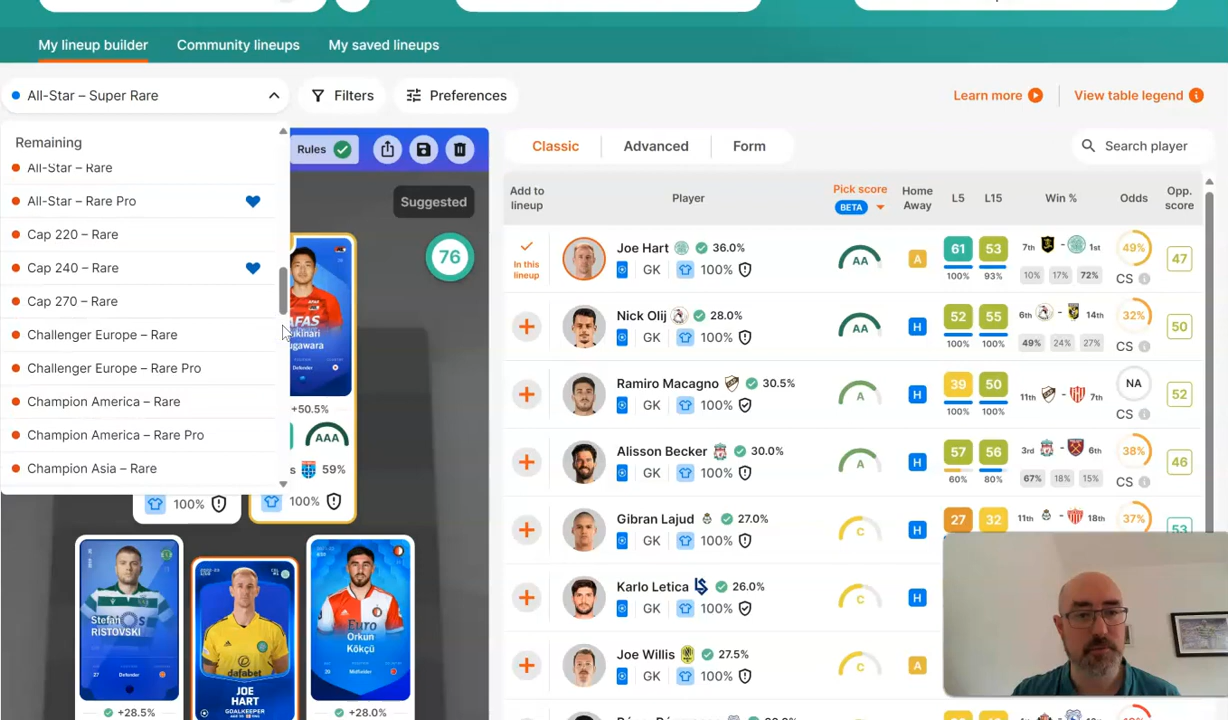 My lineup builder
Community lineups
My saved lineups
All-Star – Super Rare
Filters
Preferences
Learn more
View table legend
Remaining
All-Star – Rare
All-Star – Rare Pro
Cap 220 – Rare
Cap 240 – Rare
Cap 270 – Rare
Challenger Europe – Rare
Challenger Europe – Rare Pro
Champion America – Rare
Champion America – Rare Pro
Champion Asia – Rare
Rules
Suggested
76
AFAS
+50.5%
AAA
59%
100%
100%
Stefan
RISTOVSKI
27
Defender
+28.5%
dafabet
JOE
HART
GOALKEEPER
Euro
Orkun
Kökçü
Midfielder
+28.0%
Classic
Advanced
Form
Search player
Add to
lineup
Player
Pick score
BETA
Home
Away
L5
L15
Win %
Odds
Opp.
score
In this
lineup
Joe Hart
36.0%
GK
100%
AA
A
61
53
100%
93%
7th
1st
10%
17%
72%
49%
CS
47
Nick Olij
28.0%
GK
100%
AA
H
52
55
100%
100%
6th
14th
49%
24%
27%
32%
CS
50
Ramiro Macagno
30.5%
GK
100%
A
H
39
50
100%
100%
11th
7th
NA
CS
52
Alisson Becker
30.0%
GK
100%
A
H
57
56
60%
80%
3rd
6th
67%
18%
15%
38%
CS
46
Gibran Lajud
27.0%
GK
100%
C
H
27
32
11th
18th
37%
53
Karlo Letica
26.0%
GK
100%
C
H
Joe Willis
27.5%
GK
100%
C
A